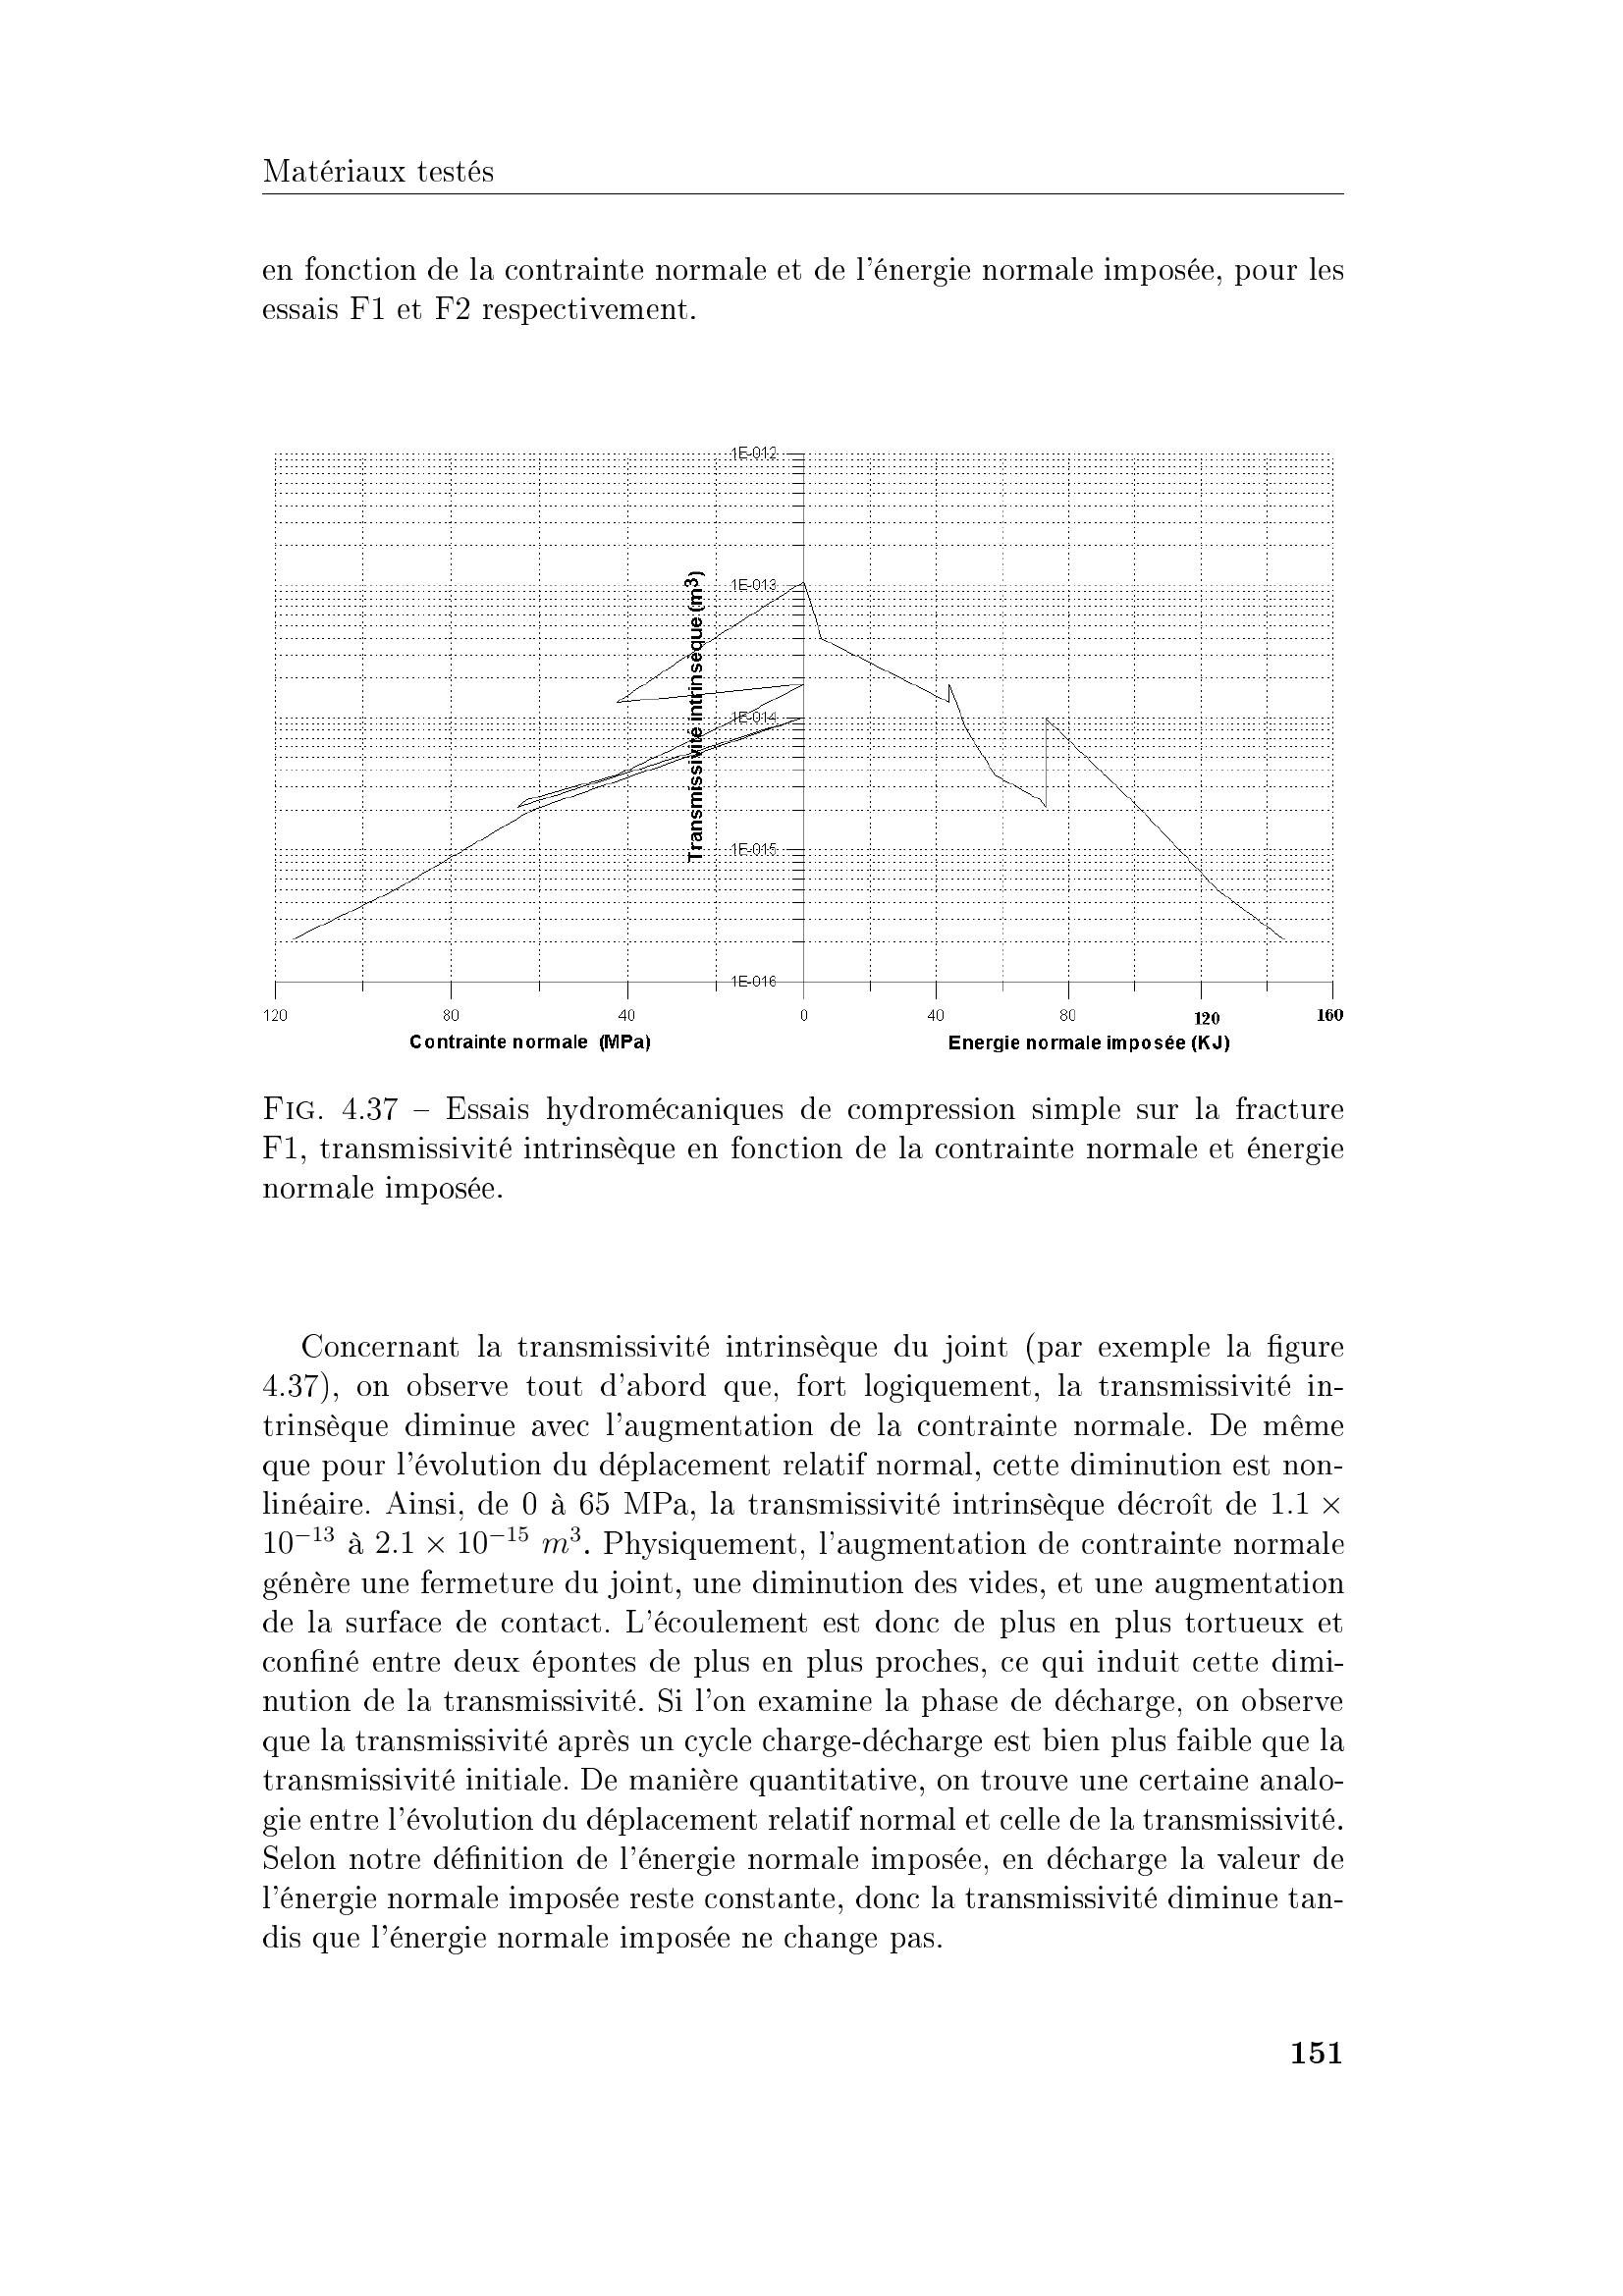 Matériaux testés
en fonction de la contrainte normale et de l'énergie normale imposée, pour les
essais F1 et F2 respectivement.
1E-012
1E-013
1E-014
1E-015
1E-016
Transmissivité intrinsèque (m3)
120 80 40 0 40 80 120 160
Contrainte normale (MPa) Energie normale imposée (KJ)
FIG. 4.37 – Essais hydromécaniques de compression simple sur la fracture
F1, transmissivité intrinsèque en fonction de la contrainte normale et énergie
normale imposée.
Concernant la transmissivité intrinsèque du joint (par exemple la figure
4.37), on observe tout d'abord que, fort logiquement, la transmissivité in-
trinsèque diminue avec l'augmentation de la contrainte normale. De même
que pour l'évolution du déplacement relatif normal, cette diminution est non-
linéaire. Ainsi, de 0 à 65 MPa, la transmissivité intrinsèque décroît de 1.1 ×
10⁻¹³ à 2.1 × 10⁻¹⁵ m³. Physiquement, l'augmentation de contrainte normale
génère une fermeture du joint, une diminution des vides, et une augmentation
de la surface de contact. L'écoulement est donc de plus en plus tortueux et
confiné entre deux épontes de plus en plus proches, ce qui induit cette dimi-
nution de la transmissivité. Si l'on examine la phase de décharge, on observe
que la transmissivité après un cycle charge-décharge est bien plus faible que la
transmissivité initiale. De manière quantitative, on trouve une certaine analo-
gie entre l'évolution du déplacement relatif normal et celle de la transmissivité.
Selon notre définition de l'énergie normale imposée, en décharge la valeur de
l'énergie normale imposée reste constante, donc la transmissivité diminue tan-
dis que l'énergie normale imposée ne change pas.
151